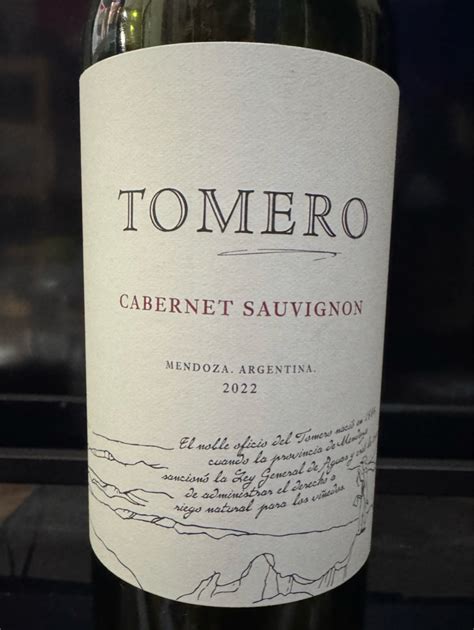 TOMERO
CABERNET SAUVIGNON
MENDOZA. ARGENTINA.
2022
El noble oficio del Tomero nació en
cuando la provincia de Mendoza
sancionó la Ley General de Aguas y
de administrar el derecho a
riego natural para los viñedos.